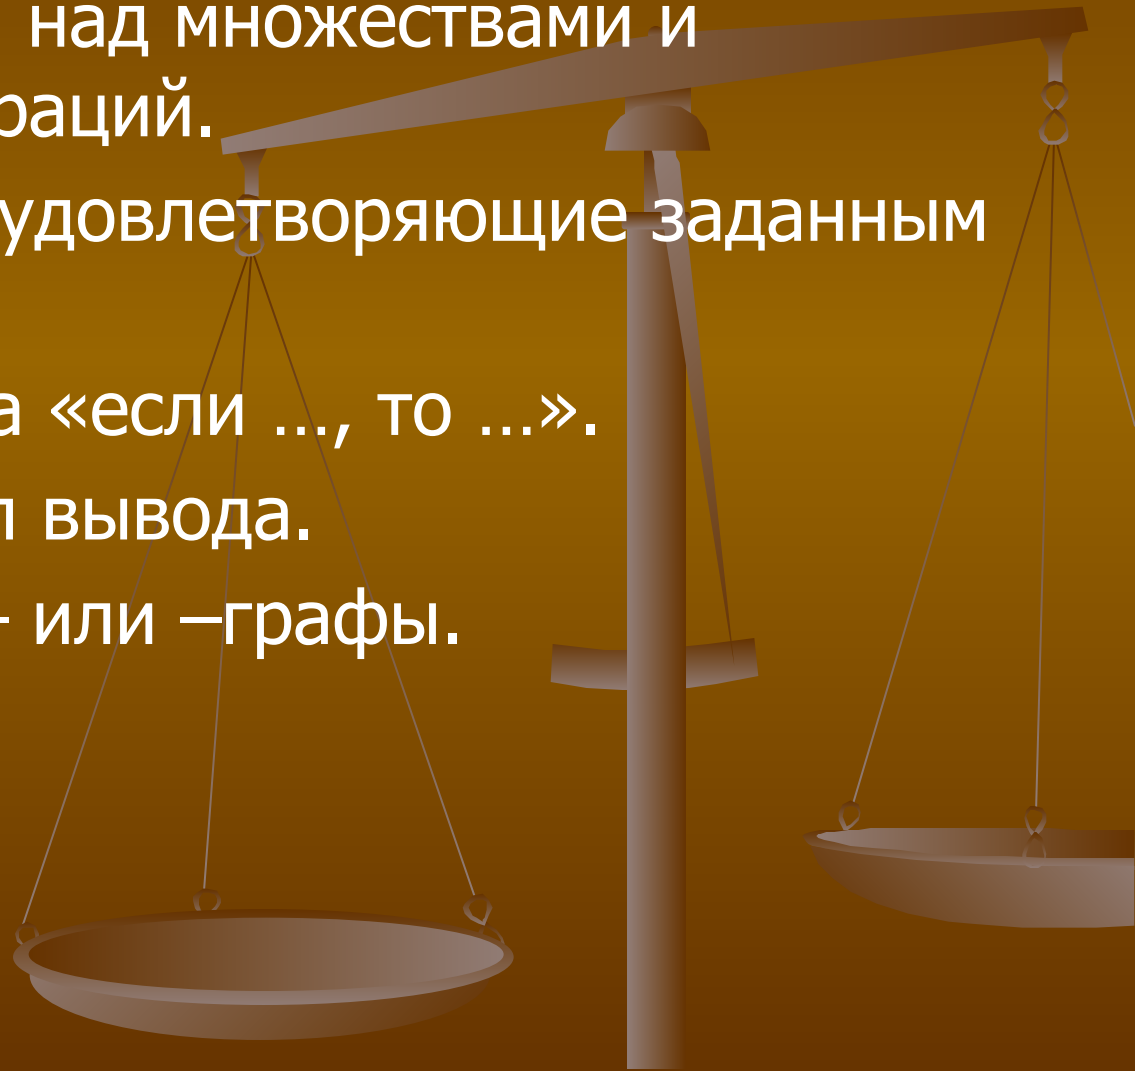 над множествами и
раций.
удовлетворяющие заданным
а «если …, то …».
л вывода.
– или –графы.